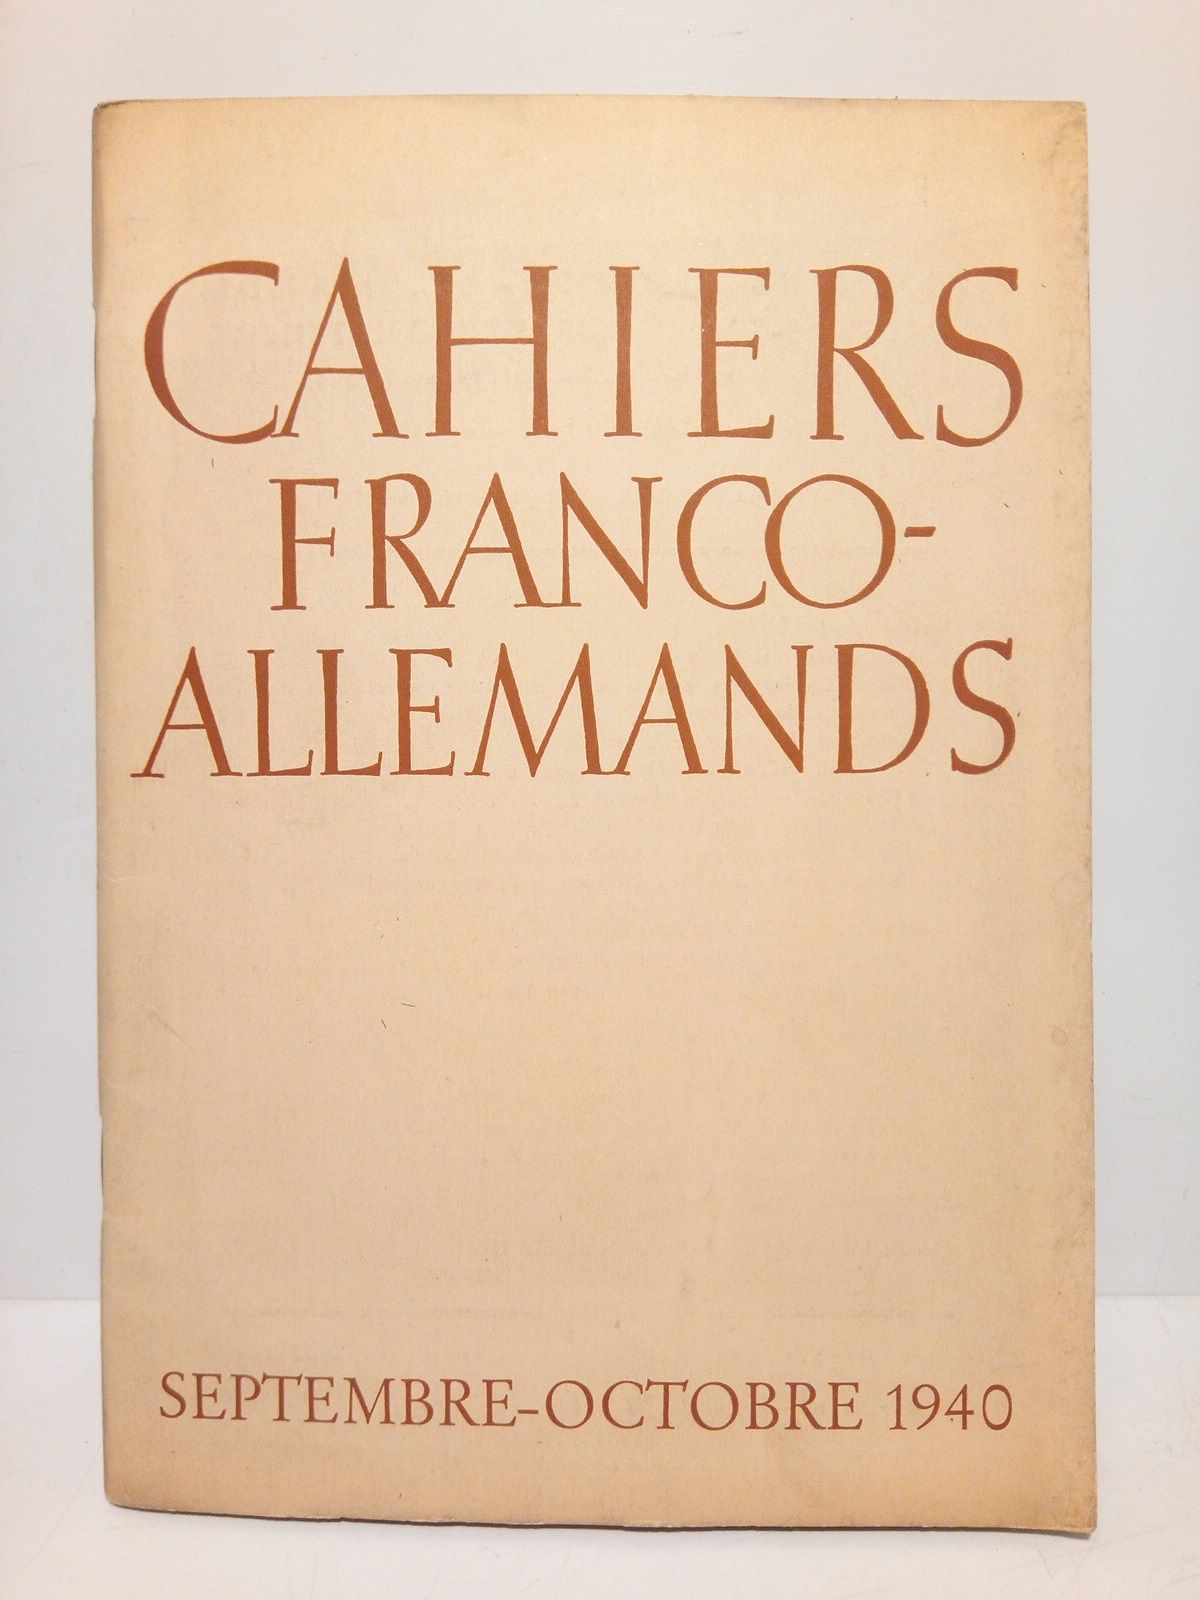 CAHIERS
FRANCO-
ALLEMANDS
SEPTEMBRE-OCTOBRE 1940